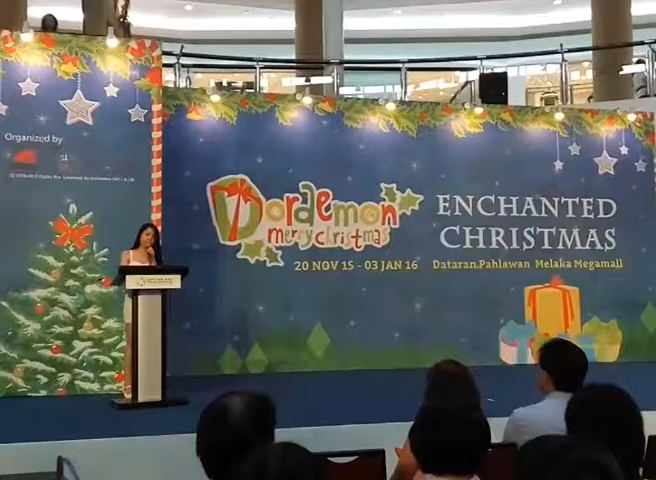 Organized by:
Doraemon
merry christmas
20 NOV 15 - 03 JAN 16
ENCHANTED
CHRISTMAS
Dataran Pahlawan Melaka Megamall